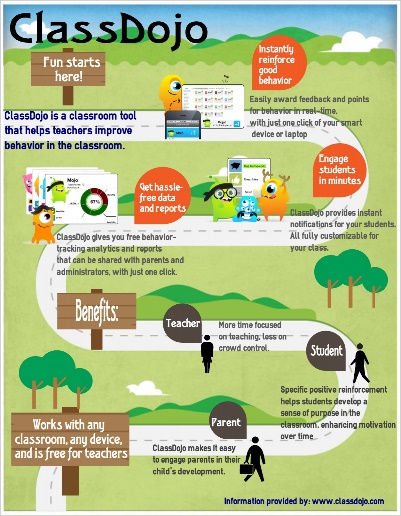 ClassDojo
Fun starts
here!
Instantly
reinforce
good
behavior
Easily award feedback and points
for behavior in real-time,
with just one click of your smart
device or laptop
ClassDojo is a classroom tool
that helps teachers improve
behavior in the classroom.
Engage
students
in minutes
Mojo
67%
Get hassle-
free data
and reports
ClassDojo provides instant
notifications for your students.
All fully customizable for
your class.
ClassDojo gives you free behavior-
tracking analytics and reports
that can be shared with parents and
administrators, with just one click.
Benefits:
Teacher
More time focused
on teaching, less on
crowd control.
Student
Specific positive reinforcement
helps students develop a
sense of purpose in the
classroom, enhancing motivation
over time
Works with any
classroom, any device,
and is free for teachers
Parent
ClassDojo makes it easy
to engage parents in their
child's development.
Information provided by: www.classdojo.com